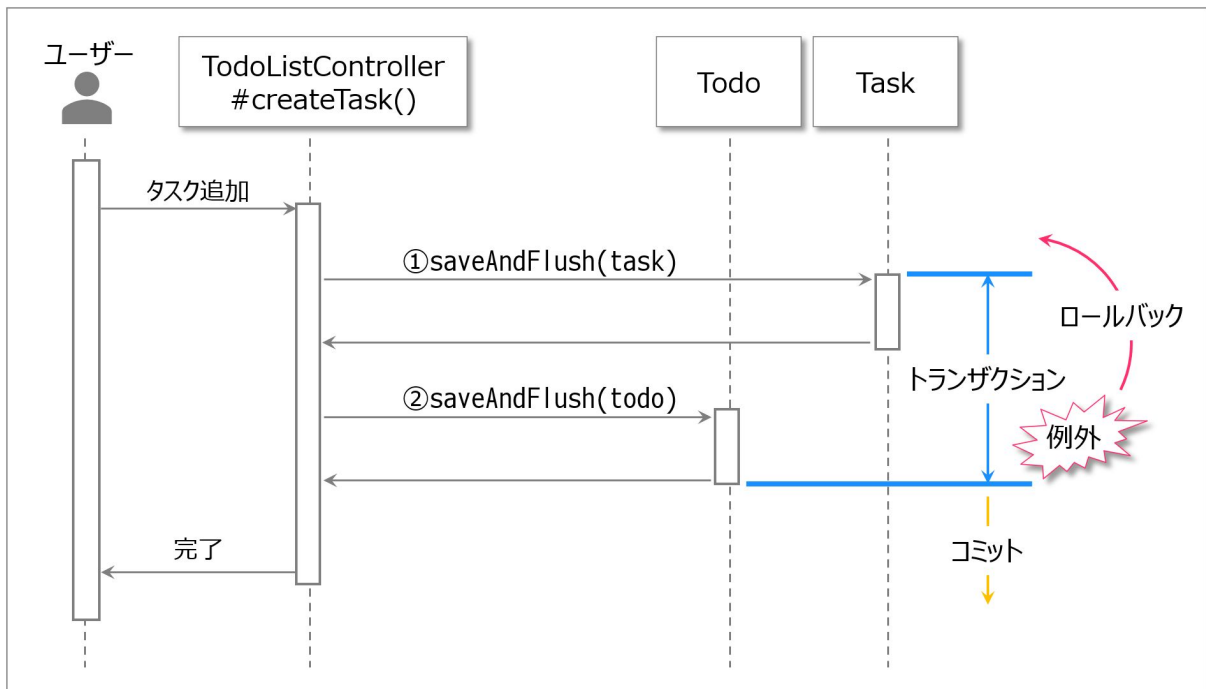 ユーザー
TodoListController
#createTask()
Todo
Task
タスク追加
①saveAndFlush(task)
ロールバック
トランザクション
②saveAndFlush(todo)
例外
完了
コミット